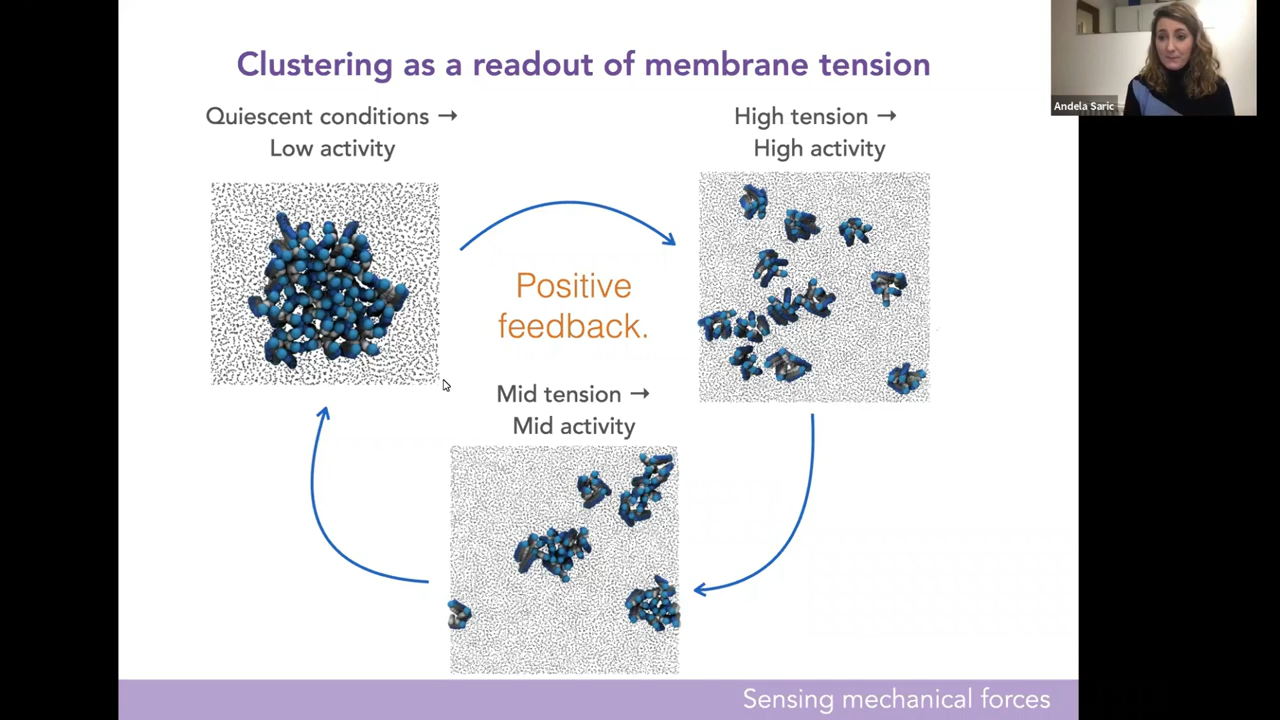 Clustering as a readout of membrane tension
Quiescent conditions →
Low activity
High tension →
High activity
Positive
feedback.
Mid tension →
Mid activity
Sensing mechanical forces
Andela Saric